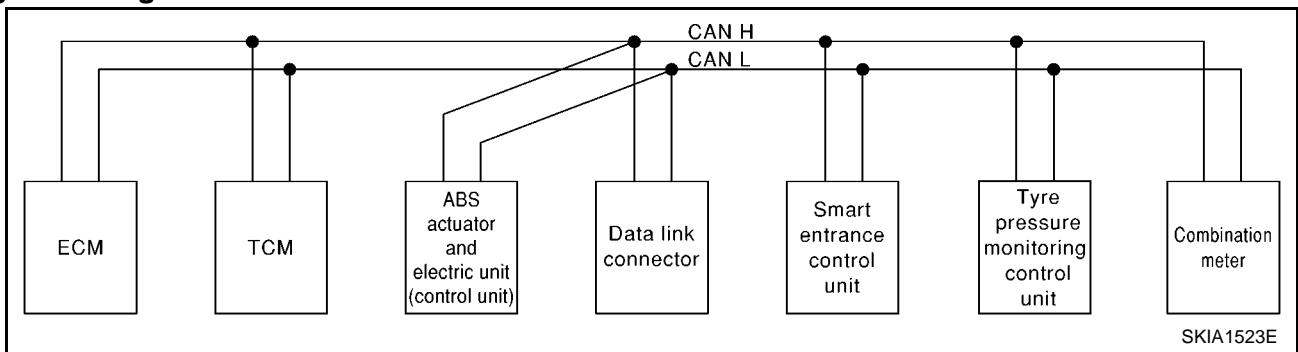 CAN H
CAN L
ECM
TCM
ABS
actuator
and
electric unit
(control unit)
Data link
connector
Smart
entrance
control
unit
Tyre
pressure
monitoring
control
unit
Combination
meter
SKIA1523E